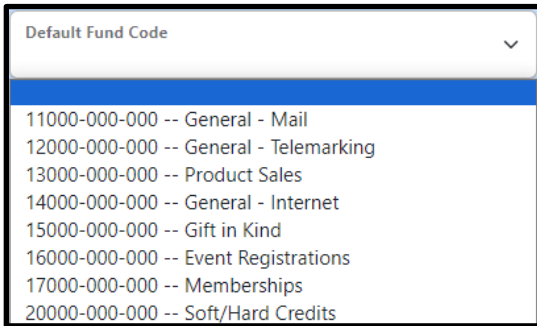 Default Fund Code
11000-000-000 -- General - Mail
12000-000-000 -- General - Telemarking
13000-000-000 -- Product Sales
14000-000-000 -- General - Internet
15000-000-000 -- Gift in Kind
16000-000-000 -- Event Registrations
17000-000-000 -- Memberships
20000-000-000 -- Soft/Hard Credits